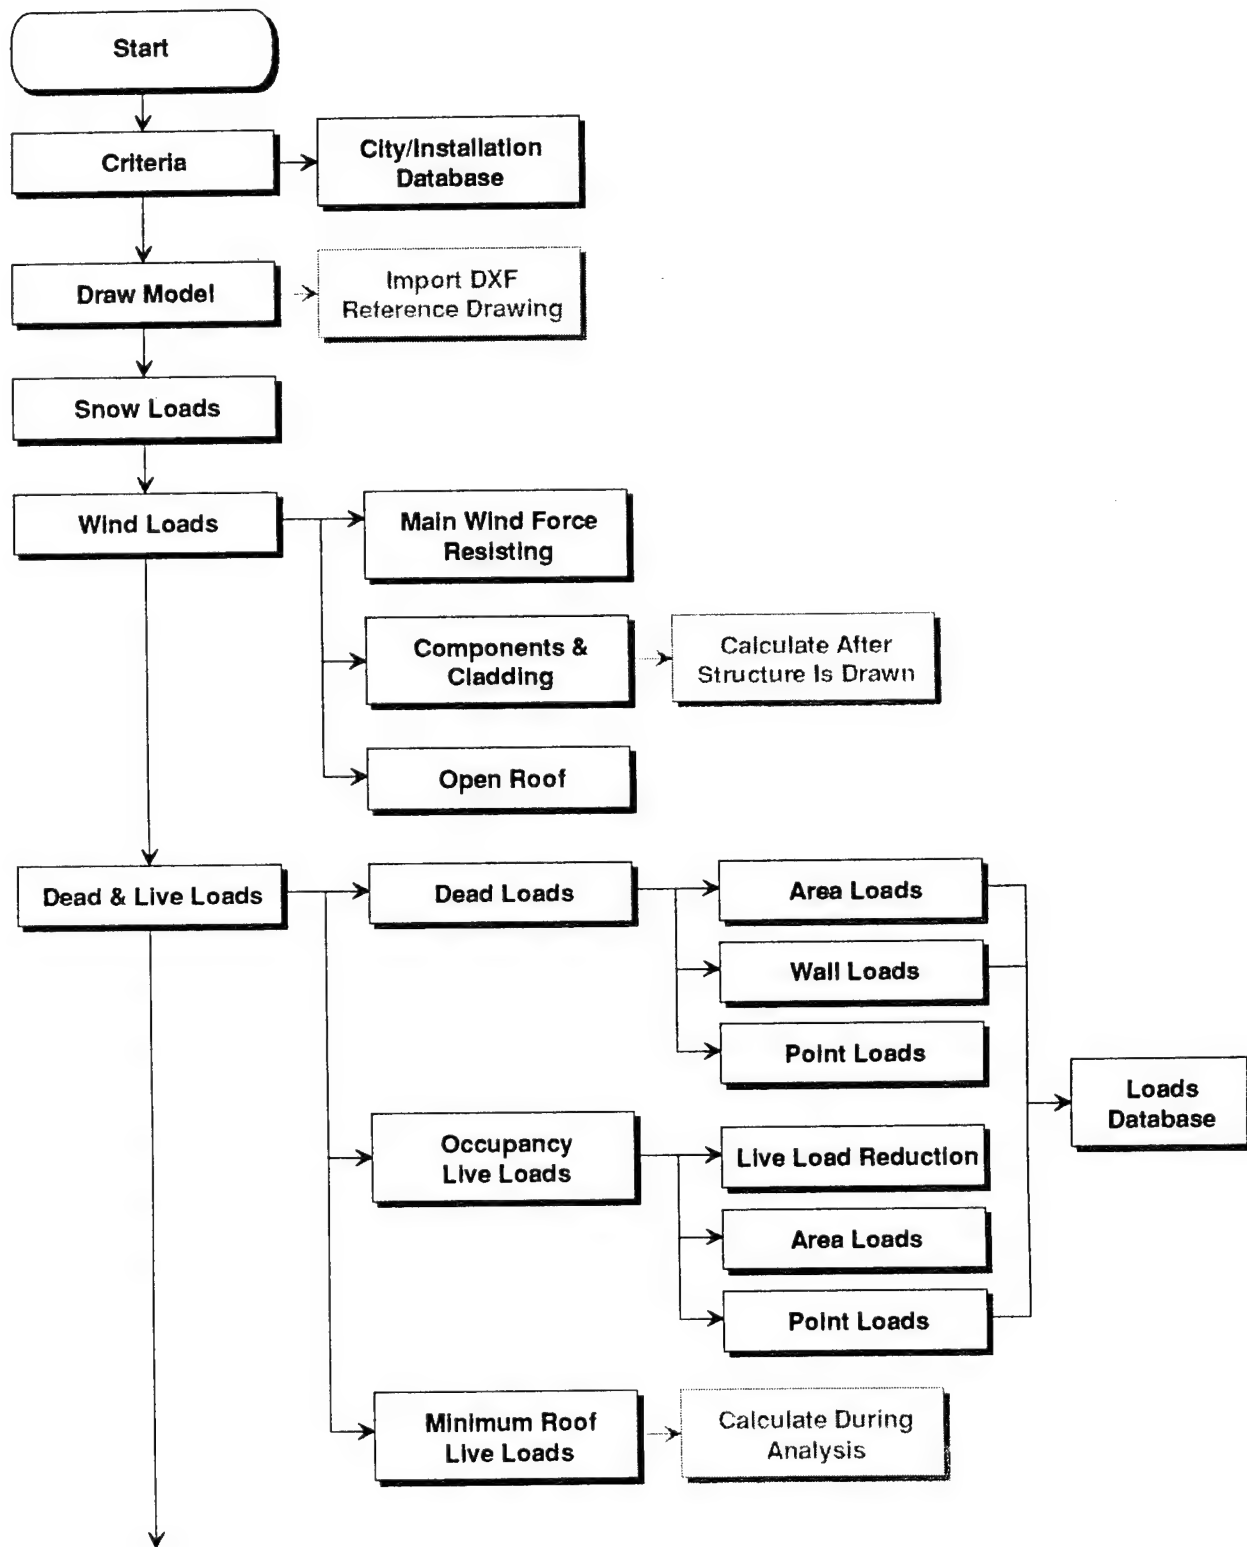 Start
Criteria
City/Installation
Database
Draw Model
Import DXF
Reference Drawing
Snow Loads
Wind Loads
Main Wind Force
Resisting
Components &
Cladding
Calculate After
Structure Is Drawn
Open Roof
Dead & Live Loads
Dead Loads
Area Loads
Wall Loads
Point Loads
Loads
Database
Occupancy
Live Loads
Live Load Reduction
Area Loads
Point Loads
Minimum Roof
Live Loads
Calculate During
Analysis